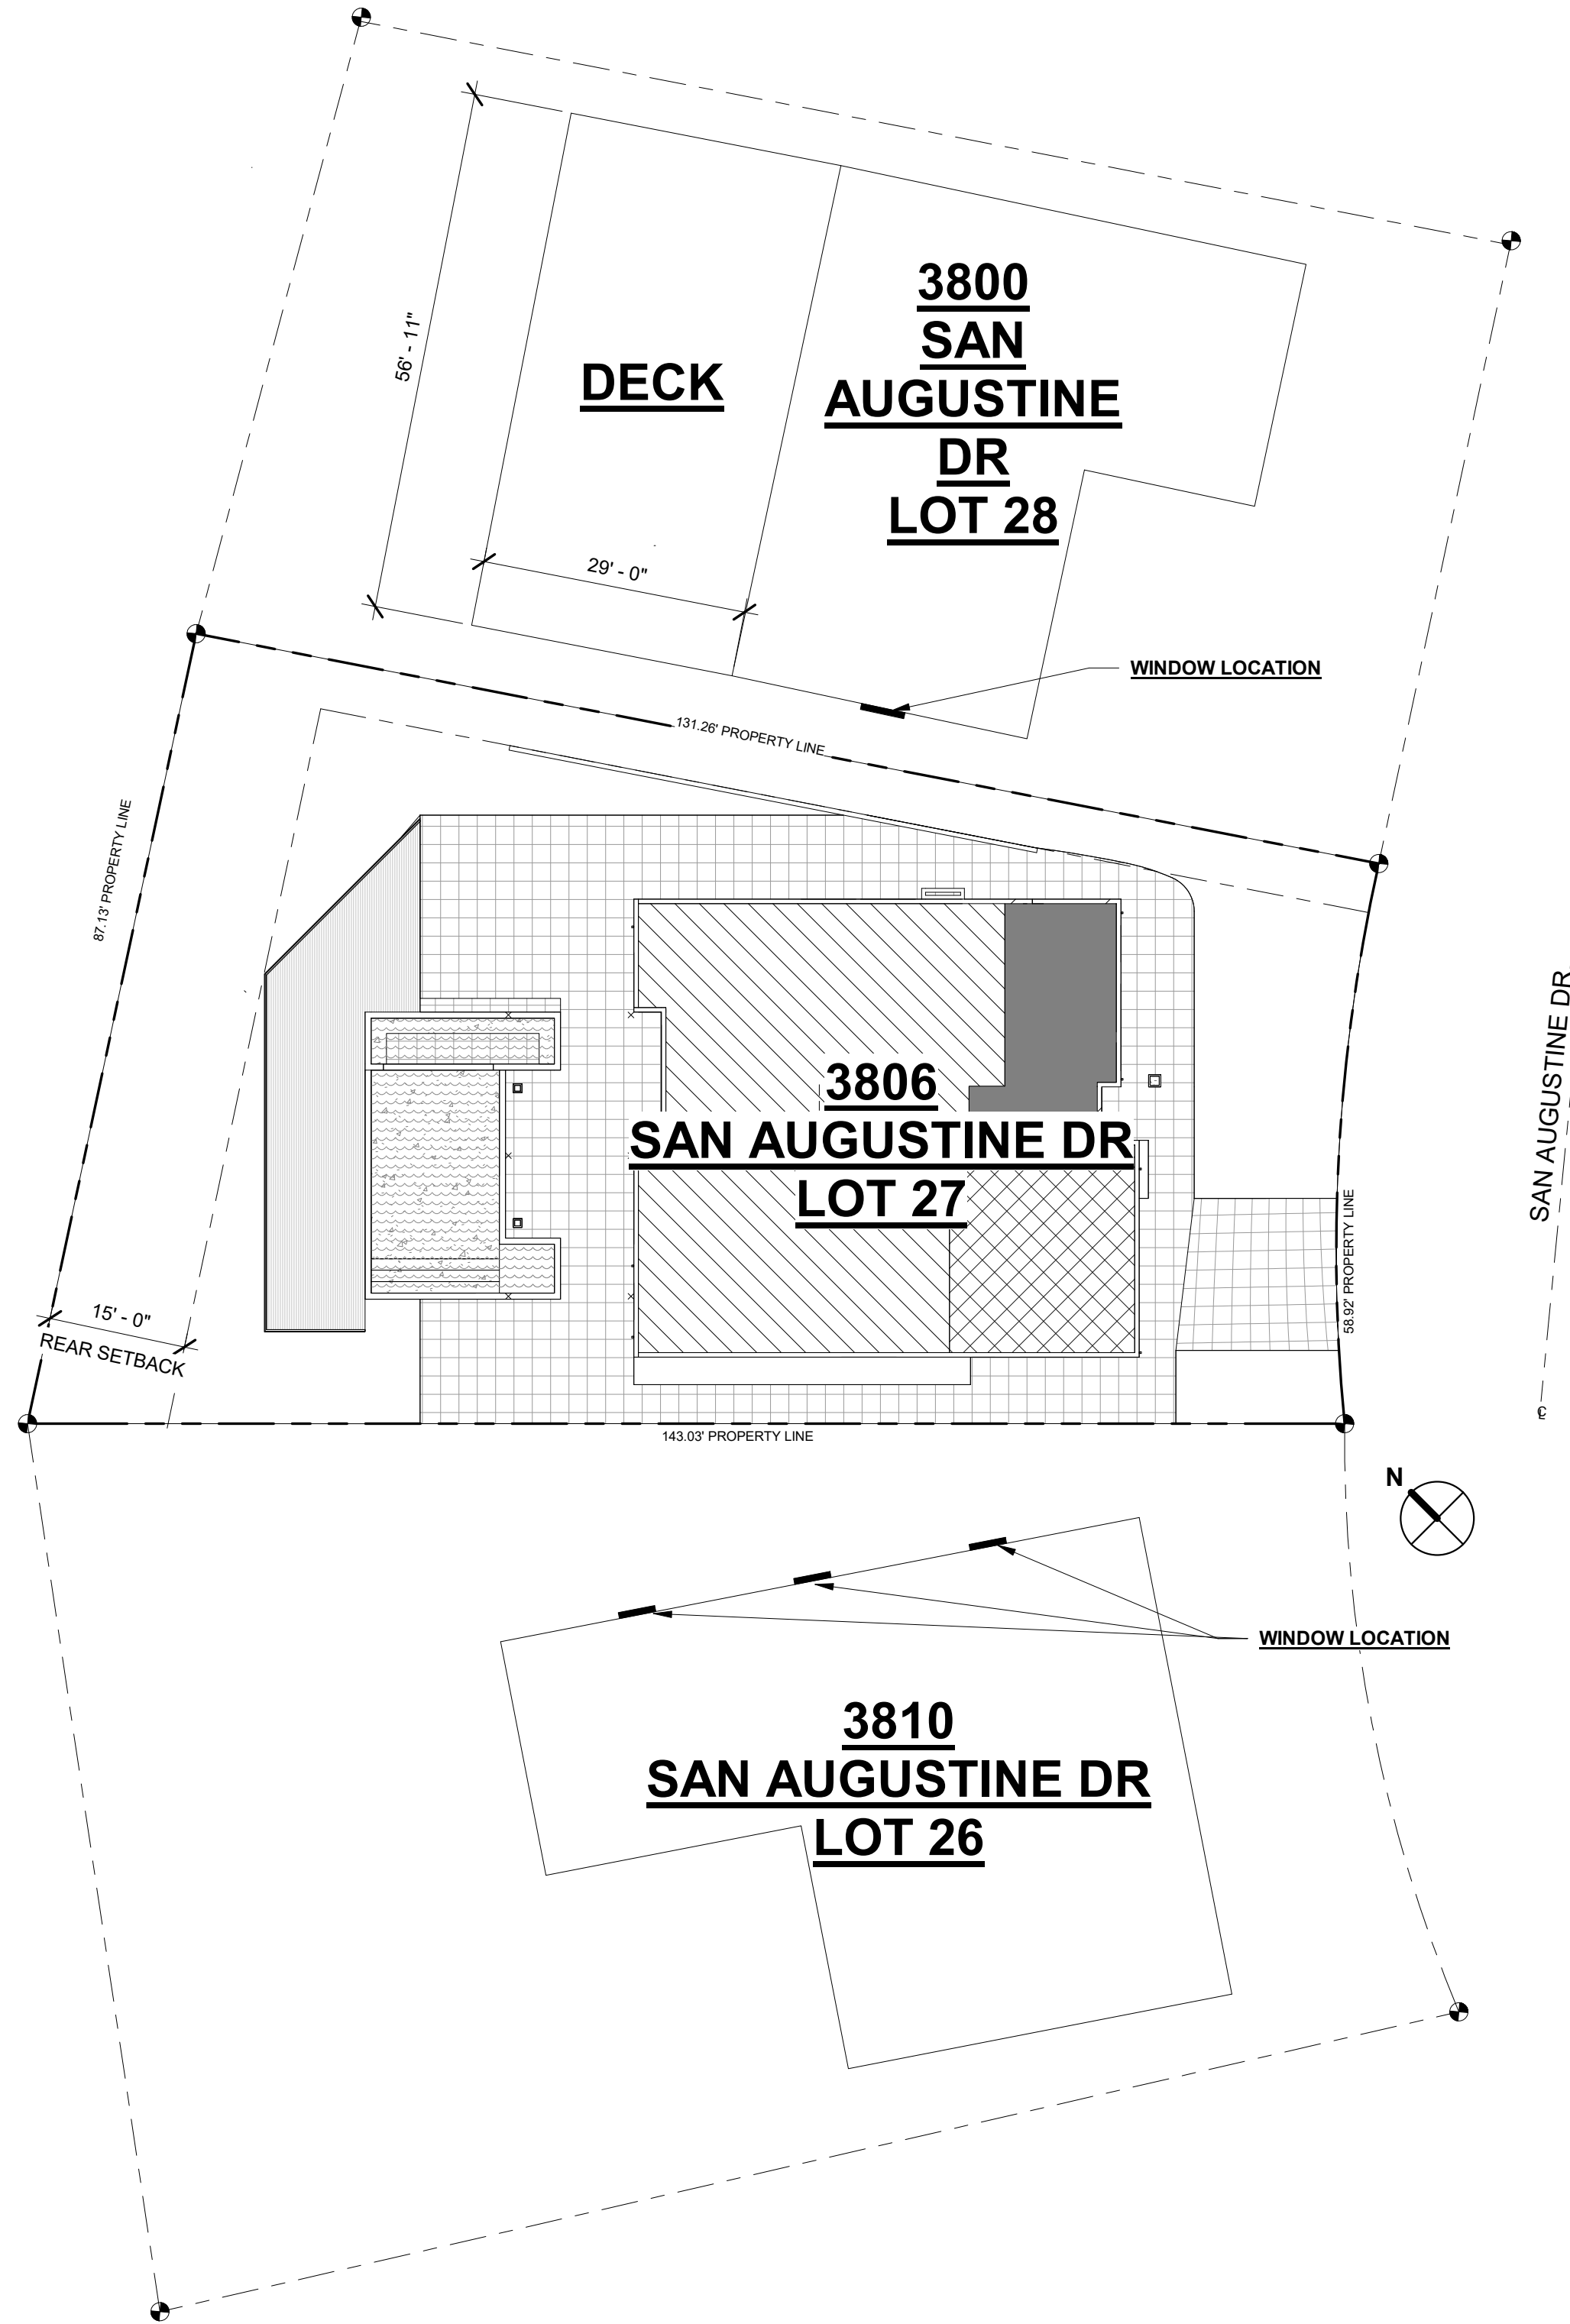 3800
SAN
AUGUSTINE
DR
LOT 28
DECK
56' - 11"
29' - 0"
WINDOW LOCATION
131.26' PROPERTY LINE
87.13' PROPERTY LINE
3806
SAN AUGUSTINE DR
LOT 27
SAN AUGUSTINE DR
58.92' PROPERTY LINE
15' - 0"
REAR SETBACK
143.03' PROPERTY LINE
N
WINDOW LOCATION
3810
SAN AUGUSTINE DR
LOT 26